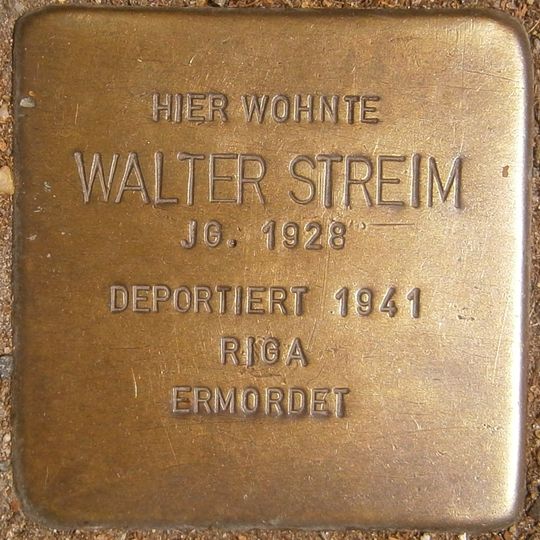 HIER WOHNTE
WALTER STREIM
JG. 1928
DEPORTIERT 1941
RIGA
ERMORDET